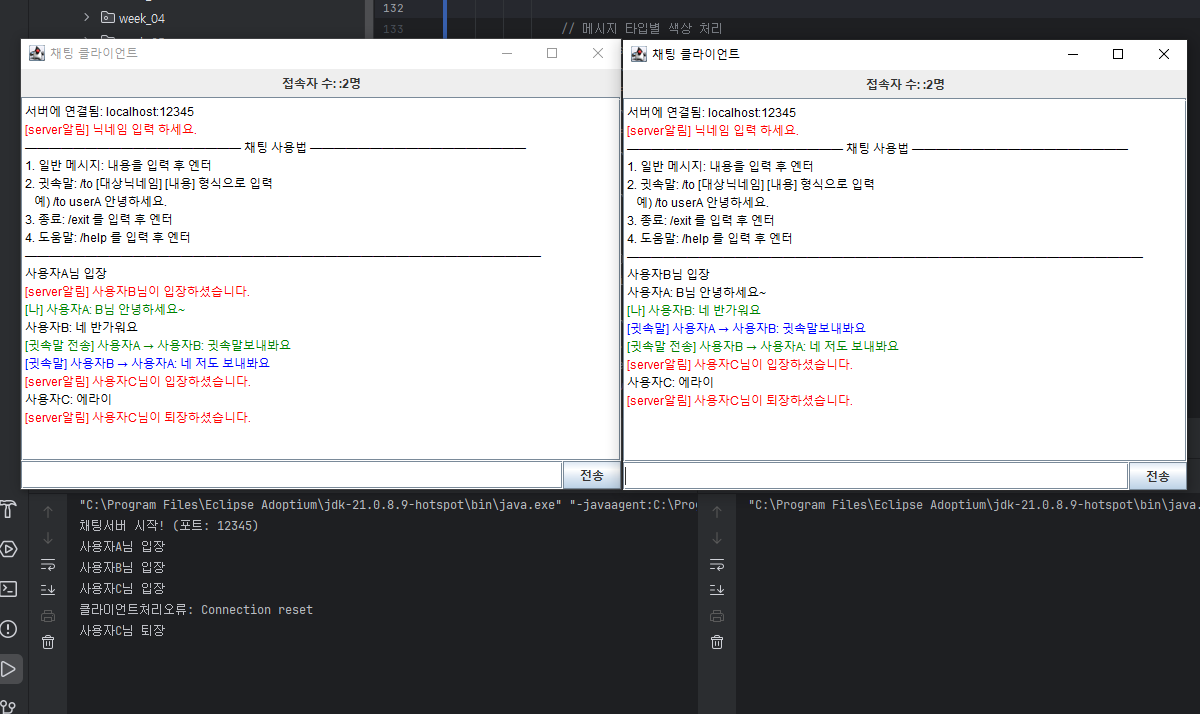 week_04
132
133
// 메시지 타입별 색상 처리
채팅 클라이언트
접속자 수: :2명
서버에 연결됨: localhost:12345
[server알림] 닉네임 입력 하세요.
채팅 사용법
1. 일반 메시지: 내용을 입력 후 엔터
2. 귓속말: /to [대상닉네임] [내용] 형식으로 입력
예) /to userA 안녕하세요.
3. 종료: /exit 를 입력 후 엔터
4. 도움말: /help 를 입력 후 엔터
사용자A님 입장
[server알림] 사용자B님이 입장하셨습니다.
[나] 사용자A: B님 안녕하세요~
사용자B: 네 반가워요
[귓속말 전송] 사용자A → 사용자B: 귓속말보내봐요
[귓속말] 사용자B → 사용자A: 네 저도 보내봐요
[server알림] 사용자C님이 입장하셨습니다.
사용자C: 에라이
[server알림] 사용자C님이 퇴장하셨습니다.
전송
채팅 클라이언트
접속자 수: :2명
서버에 연결됨: localhost:12345
[server알림] 닉네임 입력 하세요.
채팅 사용법
1. 일반 메시지: 내용을 입력 후 엔터
2. 귓속말: /to [대상닉네임] [내용] 형식으로 입력
예) /to userA 안녕하세요.
3. 종료: /exit 를 입력 후 엔터
4. 도움말: /help 를 입력 후 엔터
사용자B님 입장
사용자A: B님 안녕하세요~
[나] 사용자B: 네 반가워요
[귓속말] 사용자A → 사용자B: 귓속말보내봐요
[귓속말 전송] 사용자B → 사용자A: 네 저도 보내봐요
[server알림] 사용자C님이 입장하셨습니다.
사용자C: 에라이
[server알림] 사용자C님이 퇴장하셨습니다.
전송
"C:\Program Files\Eclipse Adoptium\jdk-21.0.8.9-hotspot\bin\java.exe" "-javaagent:C:\Pro
채팅서버 시작! (포트: 12345)
사용자A님 입장
사용자B님 입장
사용자C님 입장
클라이언트처리오류: Connection reset
사용자C님 퇴장
"C:\Program Files\Eclipse Adoptium\jdk-21.0.8.9-hotspot\bin\java.